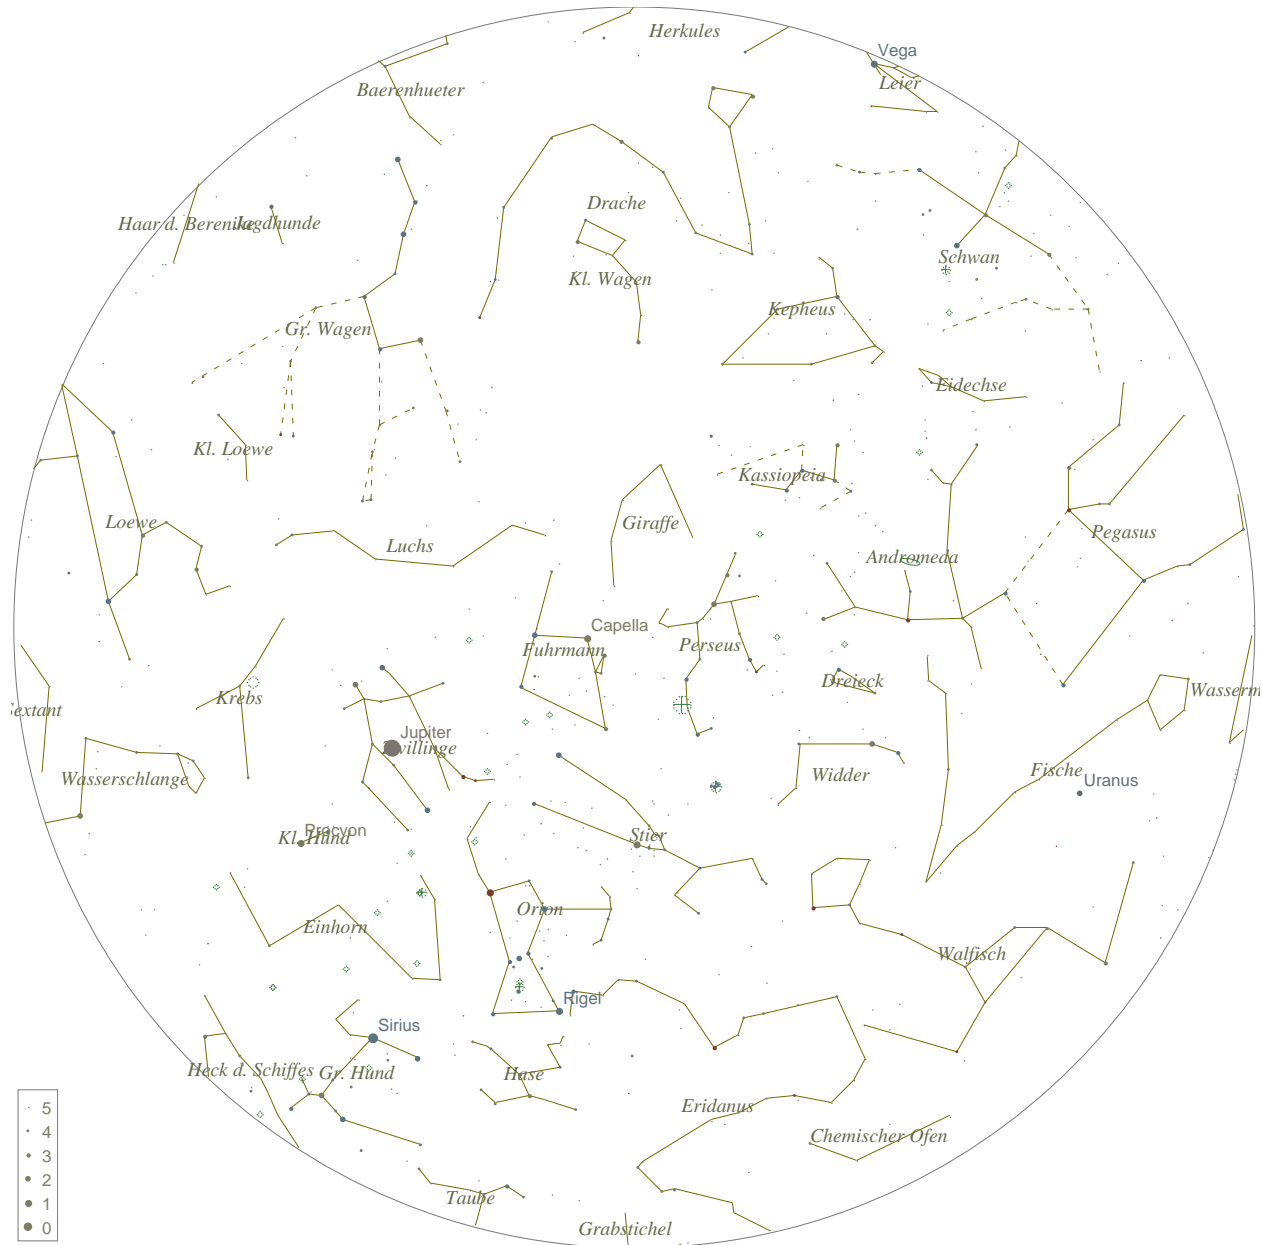 Herkules
Vega
Leier
Baerenhueter
Drache
Haar d. Berenike
Jagdhunde
Schwan
Kl. Wagen
Kepheus
Gr. Wagen
Eidechse
Kl. Loewe
Kassiopeia
Loewe
Giraffe
Pegasus
Luchs
Andromeda
Capella
Fuhrmann
Perseus
Dreieck
Krebs
Wasserm
Sextant
Jupiter
Zwillinge
Wasserschlange
Widder
Fische
Uranus
Procyon
Kl. Hund
Stier
Einhorn
Orion
Walfisch
Rigel
Sirius
Heck d. Schiffes
Gr. Hund
Hase
Eridanus
Chemischer Ofen
Taube
Grabstichel
5
4
3
2
1
0